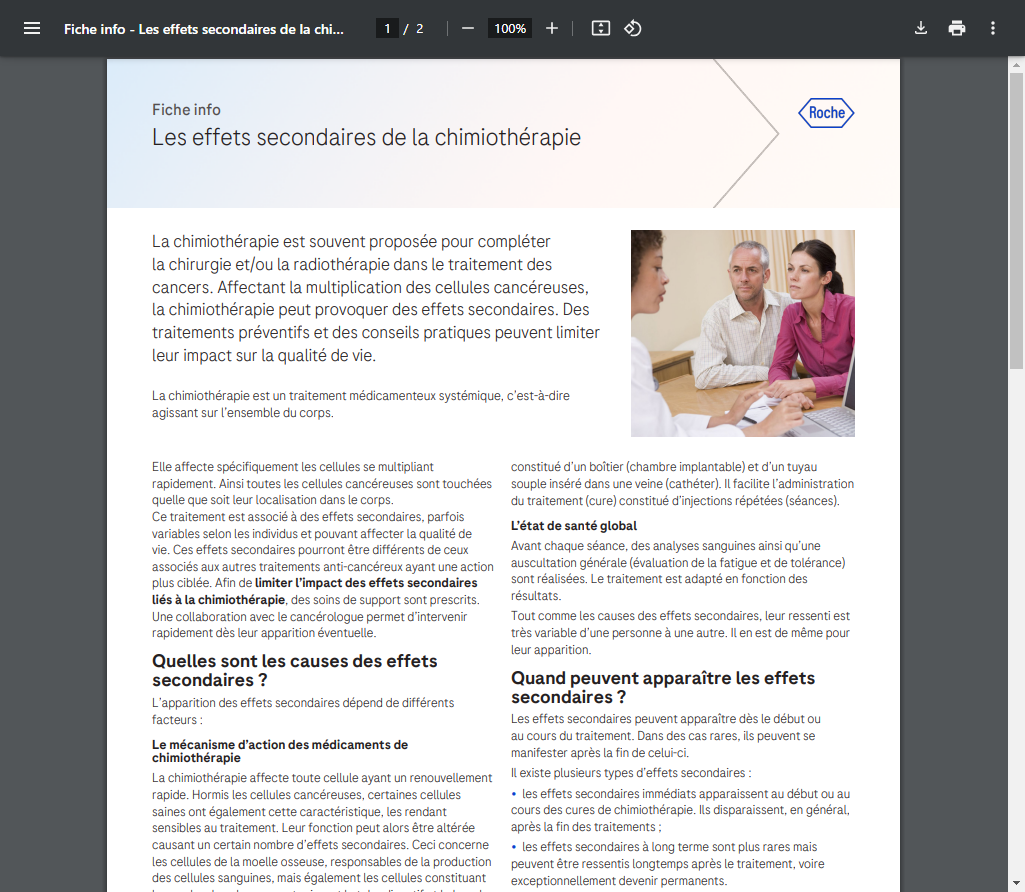 Fiche info - Les effets secondaires de la chi...
1 / 2
100%
Fiche info
Les effets secondaires de la chimiothérapie
Roche
La chimiothérapie est souvent proposée pour compléter
la chirurgie et/ou la radiothérapie dans le traitement des
cancers. Affectant la multiplication des cellules cancéreuses,
la chimiothérapie peut provoquer des effets secondaires. Des
traitements préventifs et des conseils pratiques peuvent limiter
leur impact sur la qualité de vie.
La chimiothérapie est un traitement médicamenteux systémique, c'est-à-dire
agissant sur l'ensemble du corps.
Elle affecte spécifiquement les cellules se multipliant
rapidement. Ainsi toutes les cellules cancéreuses sont touchées
quelle que soit leur localisation dans le corps.
Ce traitement est associé à des effets secondaires, parfois
variables selon les individus et pouvant affecter la qualité de
vie. Ces effets secondaires pourront être différents de ceux
associés aux autres traitements anti-cancéreux ayant une action
plus ciblée. Afin de limiter l'impact des effets secondaires
liés à la chimiothérapie, des soins de support sont prescrits.
Une collaboration avec le cancérologue permet d'intervenir
rapidement dès leur apparition éventuelle.
Quelles sont les causes des effets
secondaires ?
L'apparition des effets secondaires dépend de différents
facteurs :
Le mécanisme d'action des médicaments de
chimiothérapie
La chimiothérapie affecte toute cellule ayant un renouvellement
rapide. Hormis les cellules cancéreuses, certaines cellules
saines ont également cette caractéristique, les rendant
sensibles au traitement. Leur fonction peut alors être altérée
causant un certain nombre d'effets secondaires. Ceci concerne
les cellules de la moelle osseuse, responsables de la production
des cellules sanguines, mais également les cellules constituant
constitué d'un boîtier (chambre implantable) et d'un tuyau
souple inséré dans une veine (cathéter). Il facilite l'administration
du traitement (cure) constitué d'injections répétées (séances).
L'état de santé global
Avant chaque séance, des analyses sanguines ainsi qu'une
auscultation générale (évaluation de la fatigue et de tolérance)
sont réalisées. Le traitement est adapté en fonction des
résultats.
Tout comme les causes des effets secondaires, leur ressenti est
très variable d'une personne à une autre. Il en est de même pour
leur apparition.
Quand peuvent apparaître les effets
secondaires ?
Les effets secondaires peuvent apparaître dès le début ou
au cours du traitement. Dans des cas rares, ils peuvent se
manifester après la fin de celui-ci.
Il existe plusieurs types d'effets secondaires :
• les effets secondaires immédiats apparaissent au début ou au
cours des cures de chimiothérapie. Ils disparaissent, en général,
après la fin des traitements ;
• les effets secondaires à long terme sont plus rares mais
peuvent être ressentis longtemps après le traitement, voire
exceptionnellement devenir permanents.